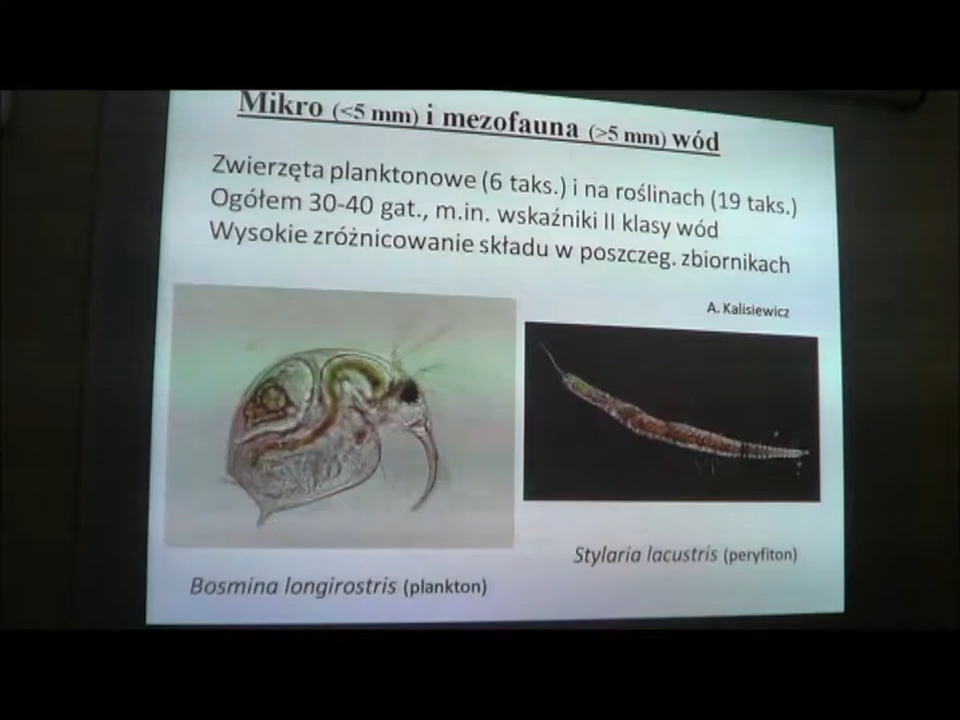 Mikro (<5 mm) i mezofauna (>5 mm) wód
Zwierzęta planktonowe (6 taks.) i na roślinach (19 taks.)
Ogółem 30-40 gat., m.in. wskaźniki II klasy wód
Wysokie zróżnicowanie składu w poszczeg. zbiornikach
A. Kalisiewicz
Stylaria lacustris (peryfiton)
Bosmina longirostris (plankton)